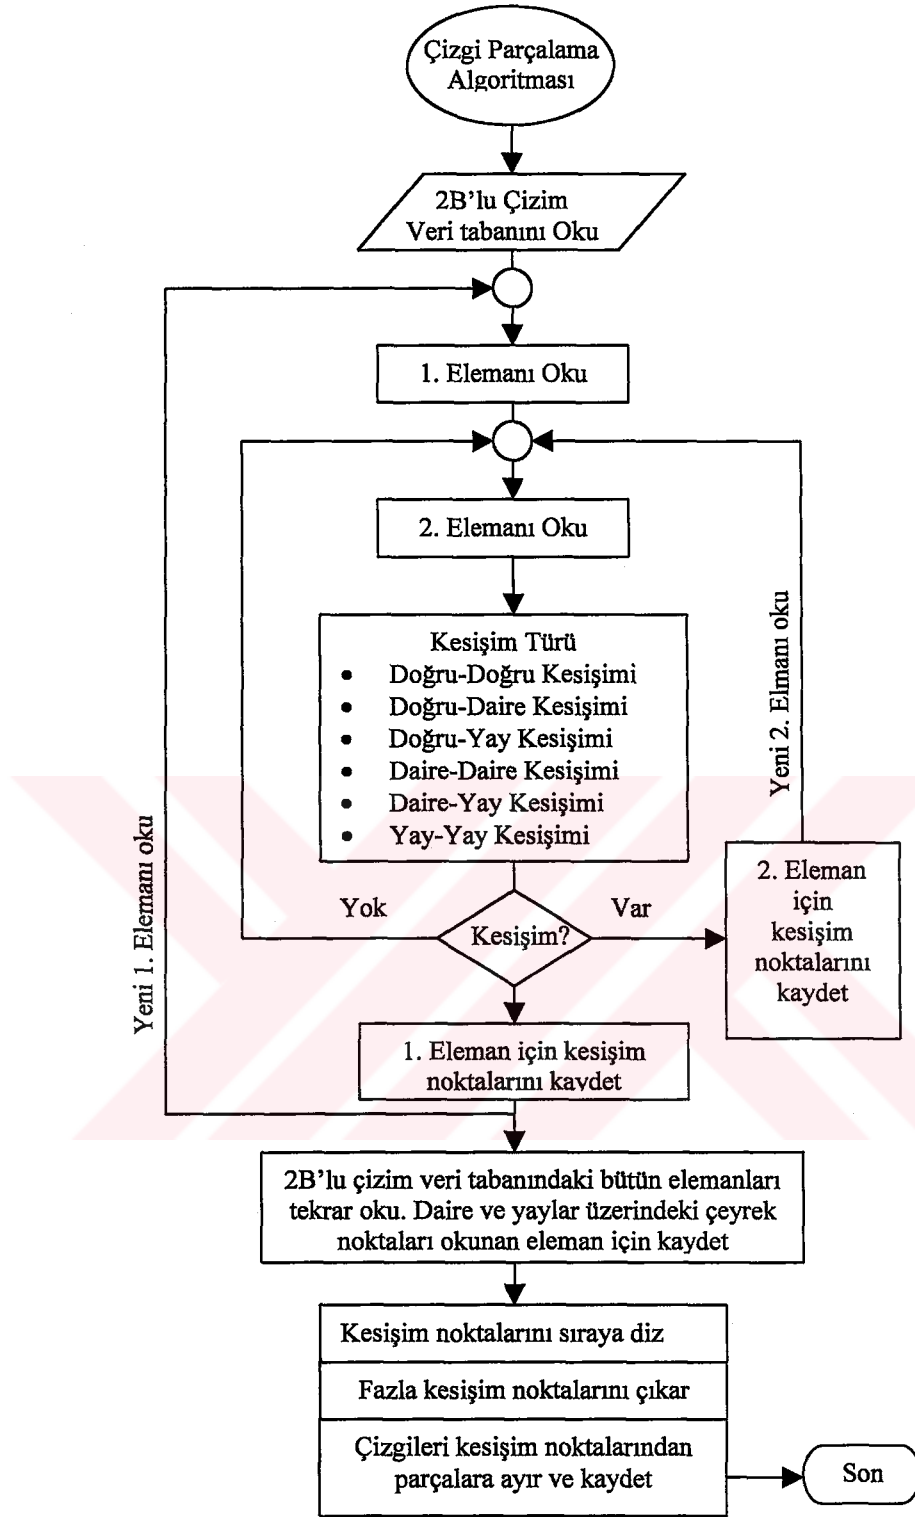 Çizgi Parçalama
Algoritması
2B'lu Çizim
Veri tabanını Oku
1. Elemanı Oku
2. Elemanı Oku
Kesişim Türü
• Doğru-Doğru Kesişimi
• Doğru-Daire Kesişimi
• Doğru-Yay Kesişimi
• Daire-Daire Kesişimi
• Daire-Yay Kesişimi
• Yay-Yay Kesişimi
Yeni 1. Elemanı oku
Yeni 2. Elmanı oku
Yok
Kesişim?
Var
2. Eleman
için
kesişim
noktalarını
kaydet
1. Eleman için kesişim
noktalarını kaydet
2B'lu çizim veri tabanındaki bütün elemanları
tekrar oku. Daire ve yaylar üzerindeki çeyrek
noktaları okunan eleman için kaydet
Kesişim noktalarını sıraya diz
Fazla kesişim noktalarını çıkar
Çizgileri kesişim noktalarından
parçalara ayır ve kaydet
Son